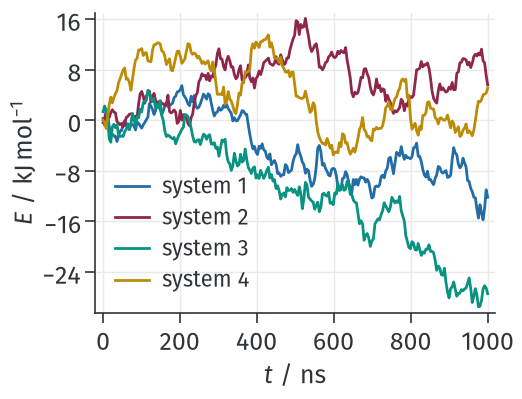 16
8
0
−8
−16
−24
E / kJ mol⁻¹
system 1
system 2
system 3
system 4
0 200 400 600 800 1000
t / ns